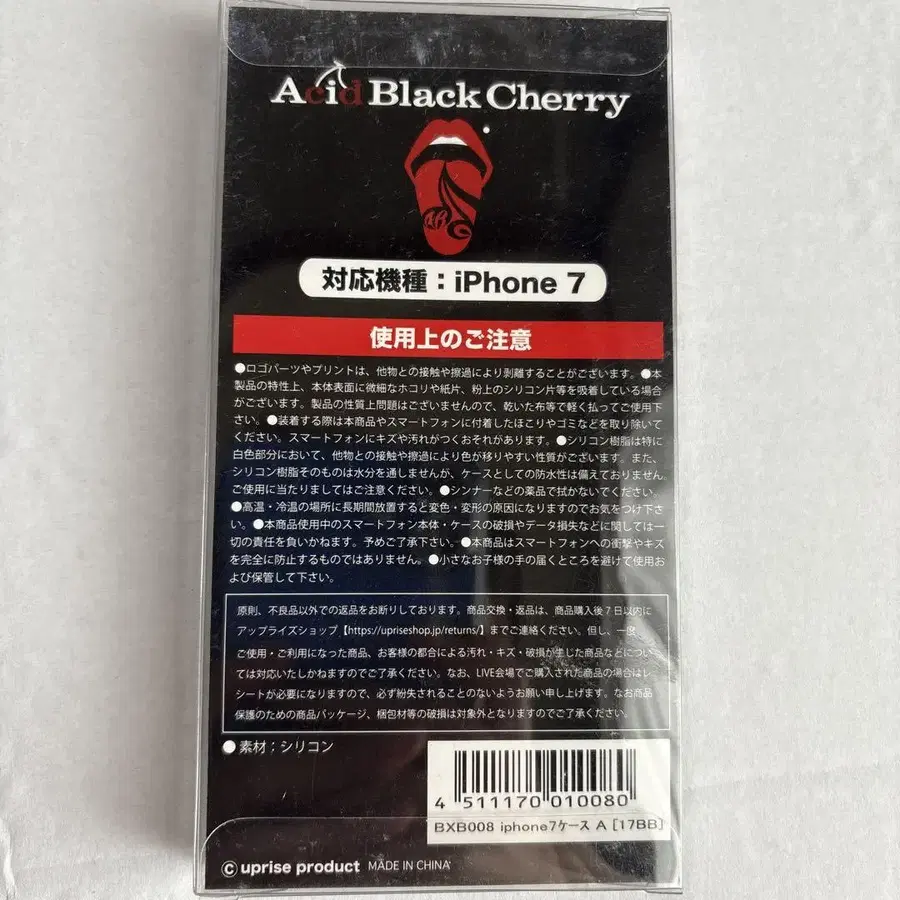 Acid Black Cherry
対応機種：iPhone 7
使用上のご注意
●ロゴパーツやプリントは、他物との接触や擦過により剥離することがございます。●本
製品の特性上、本体表面に微細なホコリや紙片、粉上のシリコン片等を吸着している場合
がございます。製品の性質上問題はございませんので、乾いた布等で軽く払ってご使用下
さい。●装着する際は本商品やスマートフォンに付着したほこりやゴミなどを取り除いて
ください。スマートフォンにキズや汚れがつくおそれがあります。●シリコン樹脂は特に
白色部分において、他物との接触や擦過により色が移りやすい性質がございます。また、
シリコン樹脂そのものは水分を通しませんが、ケースとしての防水性は備えておりません。
ご使用に当たりましてはご注意ください。●シンナーなどの薬品で拭かないでください。
●高温・冷温の場所に長期間放置すると変色・変形の原因になりますのでお気をつけ下さ
い。●本商品使用中のスマートフォン本体・ケースの破損やデータ損失などに関しては一
切の責任を負いかねます。予めご了承下さい。●本商品はスマートフォンへの衝撃やキズ
を完全に防止するものではありません。●小さなお子様の手の届くところを避けて使用お
よび保管して下さい。
原則、不良品以外での返品をお断りしております。商品交換・返品は、商品購入後7日以内に
アップライズショップ【https://upriseshop.jp/returns/】までご連絡ください。但し、一度
ご使用・ご利用になった商品、お客様の都合による汚れ・キズ・破損が生じた商品などについ
ては対応いたしかねますのでご了承ください。なお、LIVE会場でご購入された商品の場合はレ
シートが必要になりますので、必ず紛失されることのないようお願い申し上げます。なお商品
保護のための商品パッケージ、梱包材等の破損は対象外となりますのでご了承ください。
●素材：シリコン
4 511170 010080
BXB008 iphone7ケース A [17BB]
©uprise product MADE IN CHINA